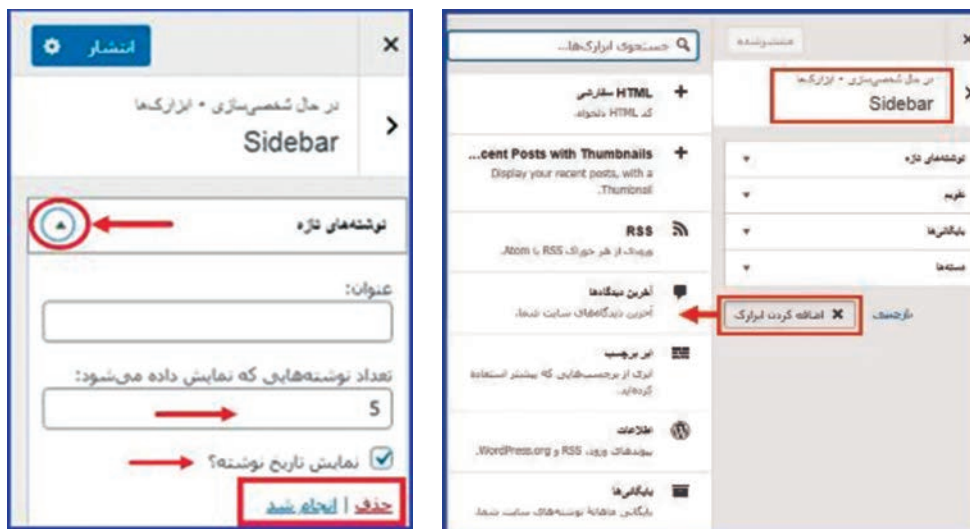 انتشار
در حال شخصی‌سازی • ابزارک‌ها
Sidebar
نوشته‌های تازه
عنوان:
تعداد نوشته‌هایی که نمایش داده می‌شود:
5
نمایش تاریخ نوشته؟
حذف | انجام شد
منتشرشده
در حال شخصی‌سازی • ابزارک‌ها
Sidebar
نوشته‌های تازه
تقویم
بایگانی‌ها
دسته‌ها
بازچینی
اضافه کردن ابزارک
جستجوی ابزارک‌ها...
HTML سفارشی
کد HTML دلخواه.
...cent Posts with Thumbnails
Display your recent posts, with a
Thumbnail.
RSS
ورودی از هر خوراک RSS یا Atom.
آخرین دیدگاه‌ها
آخرین دیدگاه‌های سایت شما.
ابر برچسب
ابری از برچسب‌هایی که بیشتر استفاده
کرده‌اید.
اطلاعات
پیوندهای ورود، RSS و WordPress.org.
بایگانی‌ها
بایگانی ماهانهٔ نوشته‌های سایت شما.